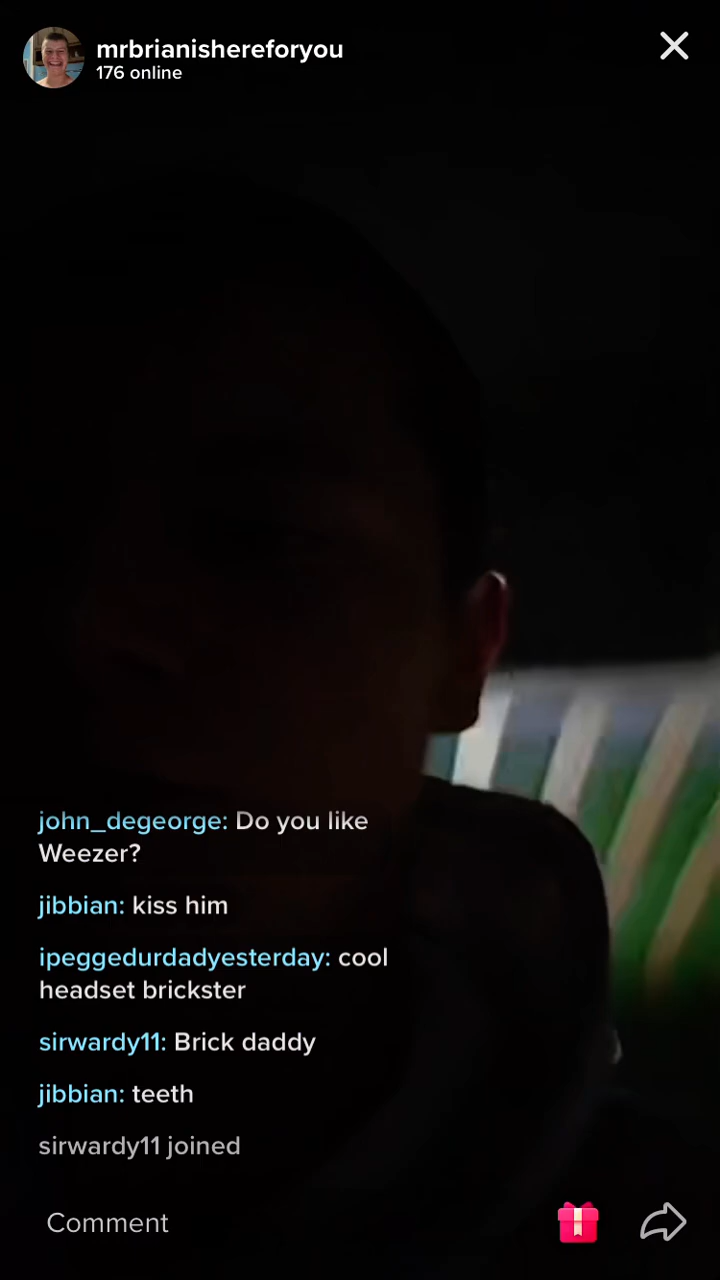 mrbrianishereforyou
176 online
john_degeorge: Do you like
Weezer?
jibbian: kiss him
ipeggedurdadyesterday: cool
headset brickster
sirwardy11: Brick daddy
jibbian: teeth
sirwardy11 joined
Comment